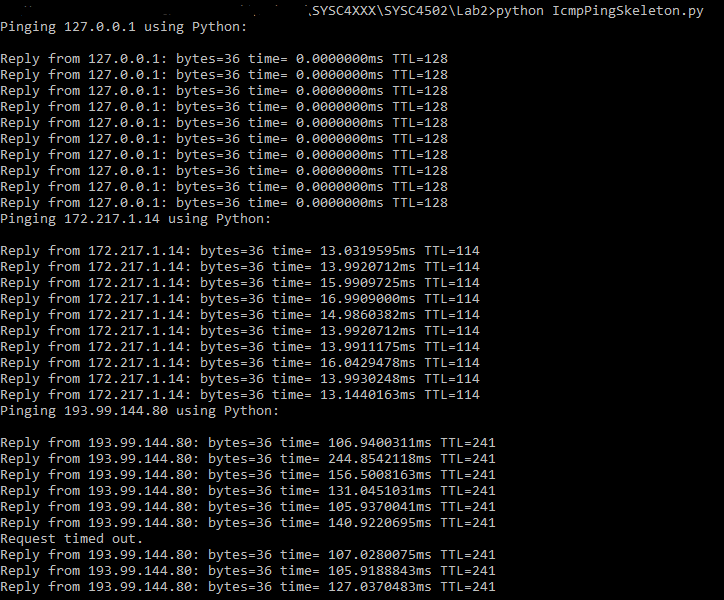 \SYSC4XXX\SYSC4502\Lab2>python IcmpPingSkeleton.py
Pinging 127.0.0.1 using Python:
Reply from 127.0.0.1: bytes=36 time= 0.0000000ms TTL=128
Reply from 127.0.0.1: bytes=36 time= 0.0000000ms TTL=128
Reply from 127.0.0.1: bytes=36 time= 0.0000000ms TTL=128
Reply from 127.0.0.1: bytes=36 time= 0.0000000ms TTL=128
Reply from 127.0.0.1: bytes=36 time= 0.0000000ms TTL=128
Reply from 127.0.0.1: bytes=36 time= 0.0000000ms TTL=128
Reply from 127.0.0.1: bytes=36 time= 0.0000000ms TTL=128
Reply from 127.0.0.1: bytes=36 time= 0.0000000ms TTL=128
Reply from 127.0.0.1: bytes=36 time= 0.0000000ms TTL=128
Reply from 127.0.0.1: bytes=36 time= 0.0000000ms TTL=128
Pinging 172.217.1.14 using Python:
Reply from 172.217.1.14: bytes=36 time= 13.0319595ms TTL=114
Reply from 172.217.1.14: bytes=36 time= 13.9920712ms TTL=114
Reply from 172.217.1.14: bytes=36 time= 15.9909725ms TTL=114
Reply from 172.217.1.14: bytes=36 time= 16.9909000ms TTL=114
Reply from 172.217.1.14: bytes=36 time= 14.9860382ms TTL=114
Reply from 172.217.1.14: bytes=36 time= 13.9920712ms TTL=114
Reply from 172.217.1.14: bytes=36 time= 13.9911175ms TTL=114
Reply from 172.217.1.14: bytes=36 time= 16.0429478ms TTL=114
Reply from 172.217.1.14: bytes=36 time= 13.9930248ms TTL=114
Reply from 172.217.1.14: bytes=36 time= 13.1440163ms TTL=114
Pinging 193.99.144.80 using Python:
Reply from 193.99.144.80: bytes=36 time= 106.9400311ms TTL=241
Reply from 193.99.144.80: bytes=36 time= 244.8542118ms TTL=241
Reply from 193.99.144.80: bytes=36 time= 156.5008163ms TTL=241
Reply from 193.99.144.80: bytes=36 time= 131.0451031ms TTL=241
Reply from 193.99.144.80: bytes=36 time= 105.9370041ms TTL=241
Reply from 193.99.144.80: bytes=36 time= 140.9220695ms TTL=241
Request timed out.
Reply from 193.99.144.80: bytes=36 time= 107.0280075ms TTL=241
Reply from 193.99.144.80: bytes=36 time= 105.9188843ms TTL=241
Reply from 193.99.144.80: bytes=36 time= 127.0370483ms TTL=241